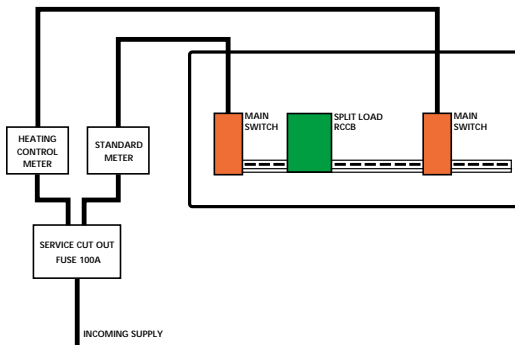 MAIN
SWITCH
SPLIT LOAD
RCCB
MAIN
SWITCH
HEATING
CONTROL
METER
STANDARD
METER
SERVICE CUT OUT
FUSE 100A
INCOMING SUPPLY